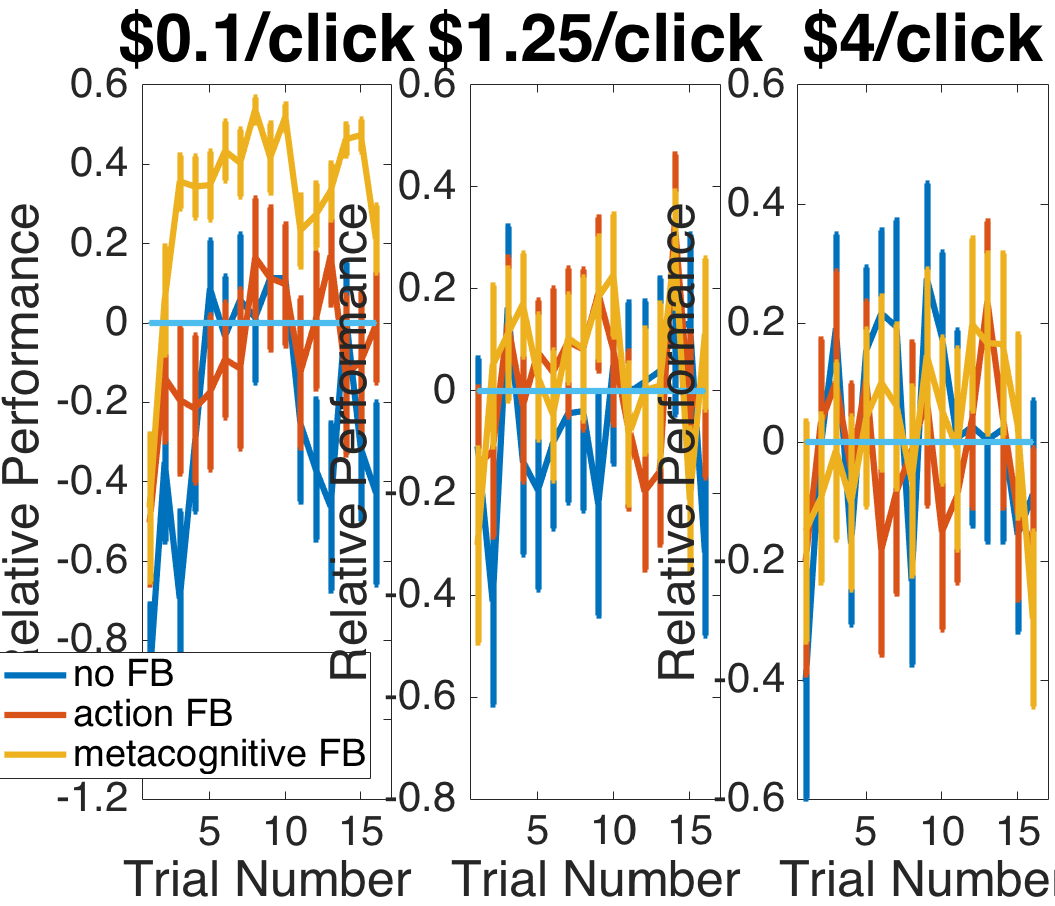 $0.1/click
$1.25/click
$4/click
0.6
0.4
0.2
0
-0.2
-0.4
-0.6
-0.8
-1.2
Relative Performance
5
10
15
Trial Number
no FB
action FB
metacognitive FB
0.6
0.4
0.2
0
-0.2
-0.4
-0.6
-0.8
Relative Performance
5
10
15
Trial Number
0.6
0.4
0.2
0
-0.2
-0.4
-0.6
Relative Performance
5
10
15
Trial Number